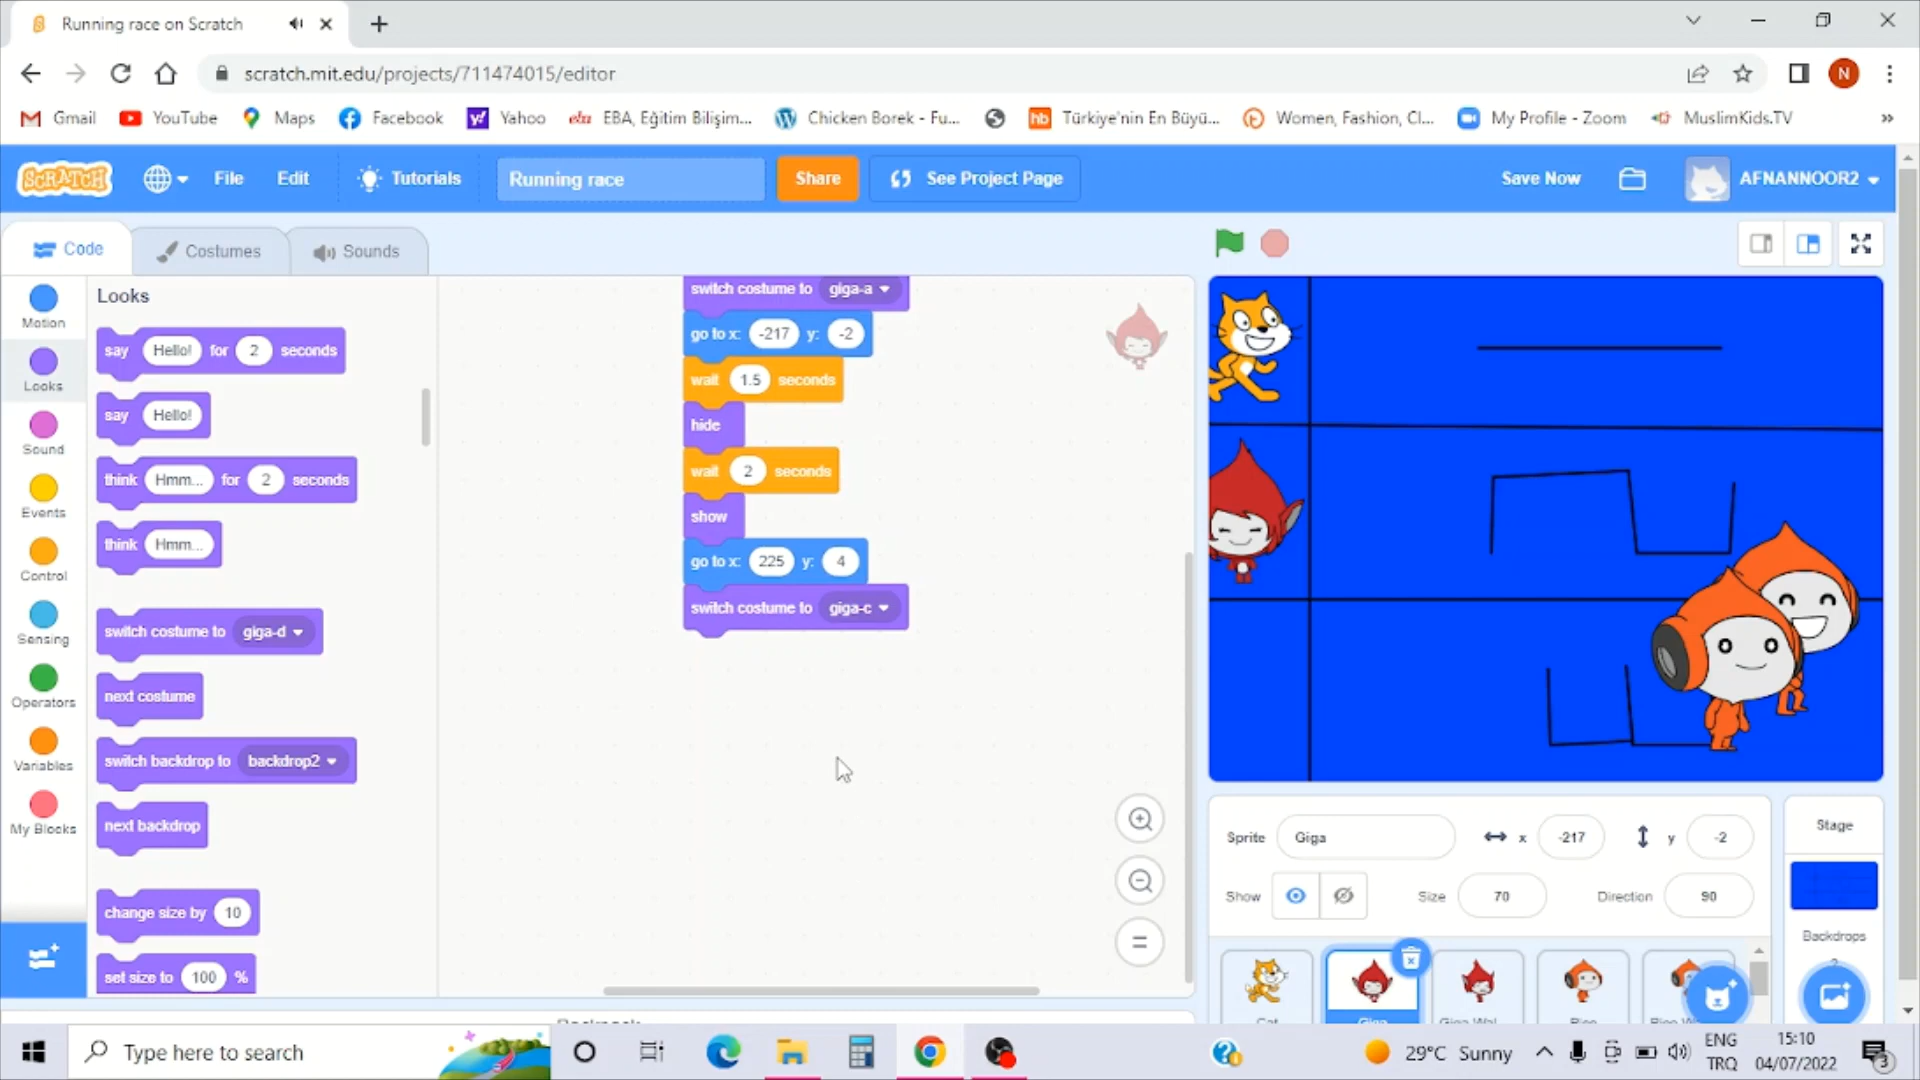 Running race on Scratch
scratch.mit.edu/projects/711474015/editor
N
Gmail
YouTube
Maps
Facebook
Yahoo
EBA, Eğitim Bilişim...
Chicken Borek - Fu...
hb
Türkiye'nin En Büyü...
Women, Fashion, Cl...
My Profile - Zoom
MuslimKids.TV
»
SCRATCH
File
Edit
Tutorials
Running race
Share
See Project Page
Save Now
AFNANNOOR2
Code
Costumes
Sounds
Motion
Looks
Sound
Events
Control
Sensing
Operators
Variables
My Blocks
Looks
say Hello! for 2 seconds
say Hello!
think Hmm... for 2 seconds
think Hmm...
switch costume to giga-d
next costume
switch backdrop to backdrop2
next backdrop
change size by 10
set size to 100 %
switch costume to giga-a
go to x: -217 y: -2
wait 1.5 seconds
hide
wait 2 seconds
show
go to x: 225 y: 4
switch costume to giga-c
Sprite Giga x -217 y -2
Show Size 70 Direction 90
Stage
Backdrops
Cat
Giga
Type here to search
29°C Sunny
ENG
TRQ
15:10
04/07/2022
3